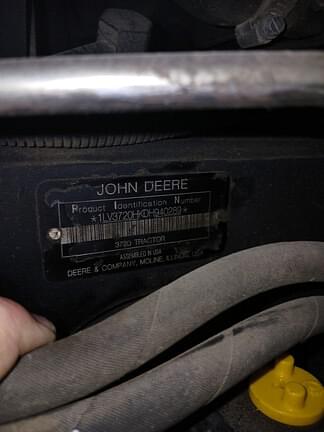 JOHN DEERE
Product Identification Number
*1LV3720HKDH940289*
3720 TRACTOR
ASSEMBLED IN USA
DEERE & COMPANY, MOLINE, ILLINOIS, USA